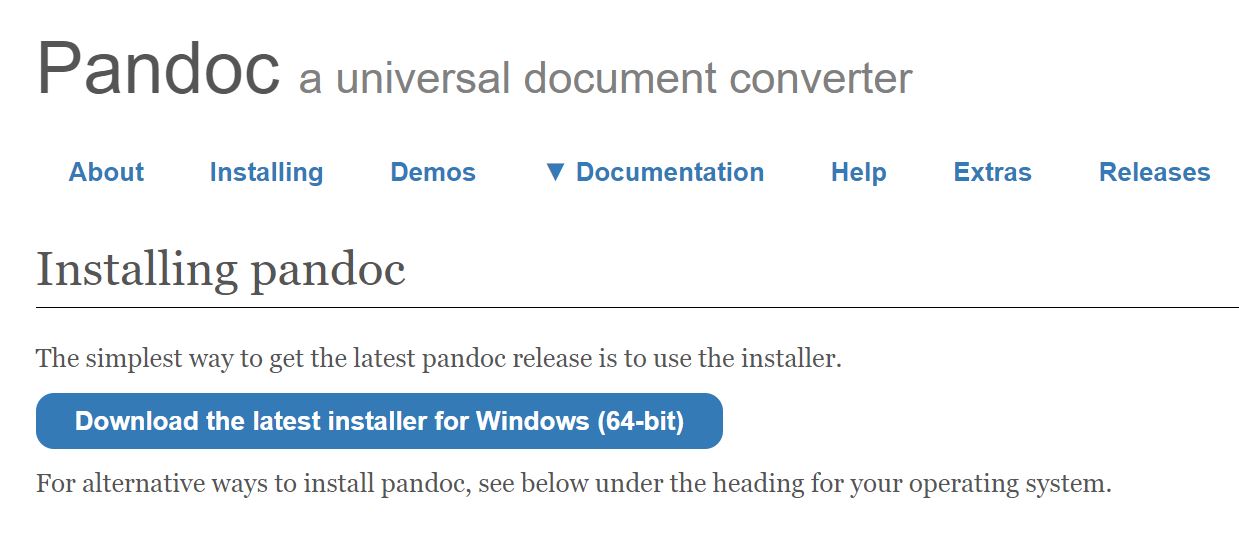 Pandoc a universal document converter
About Installing Demos ▼ Documentation Help Extras Releases
Installing pandoc
The simplest way to get the latest pandoc release is to use the installer.
Download the latest installer for Windows (64-bit)
For alternative ways to install pandoc, see below under the heading for your operating system.